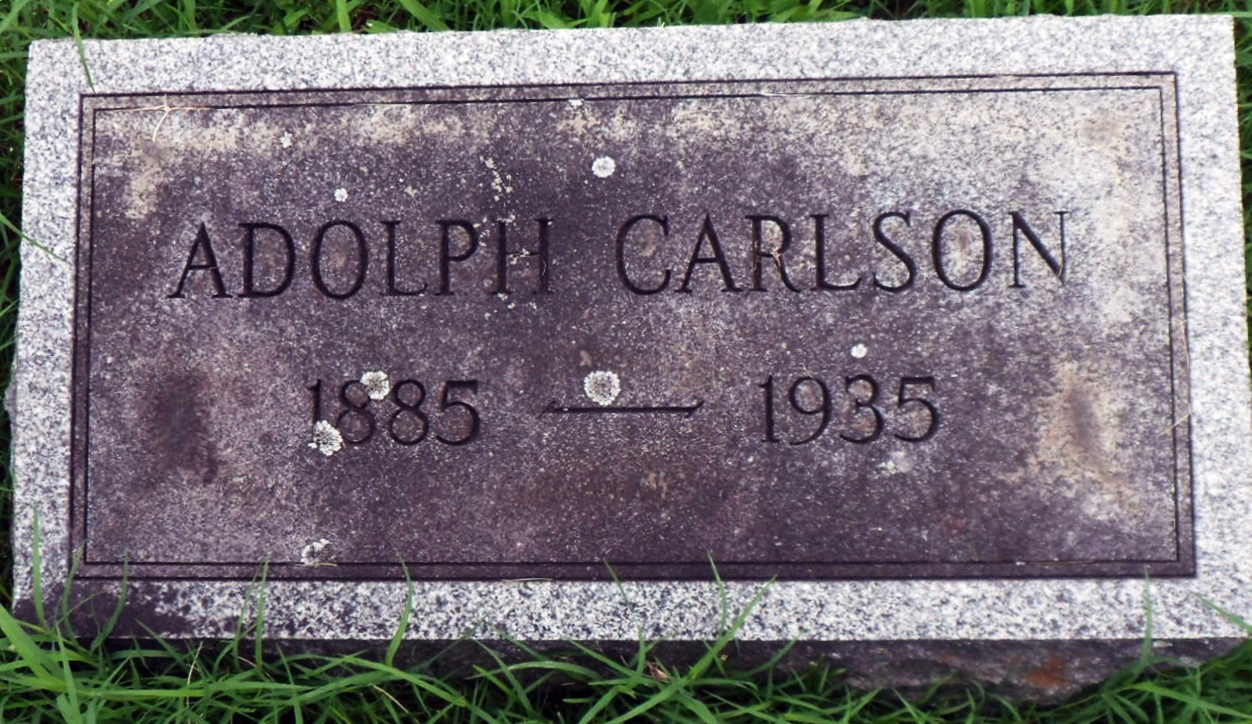 ADOLPH CARLSON
1885 — 1935